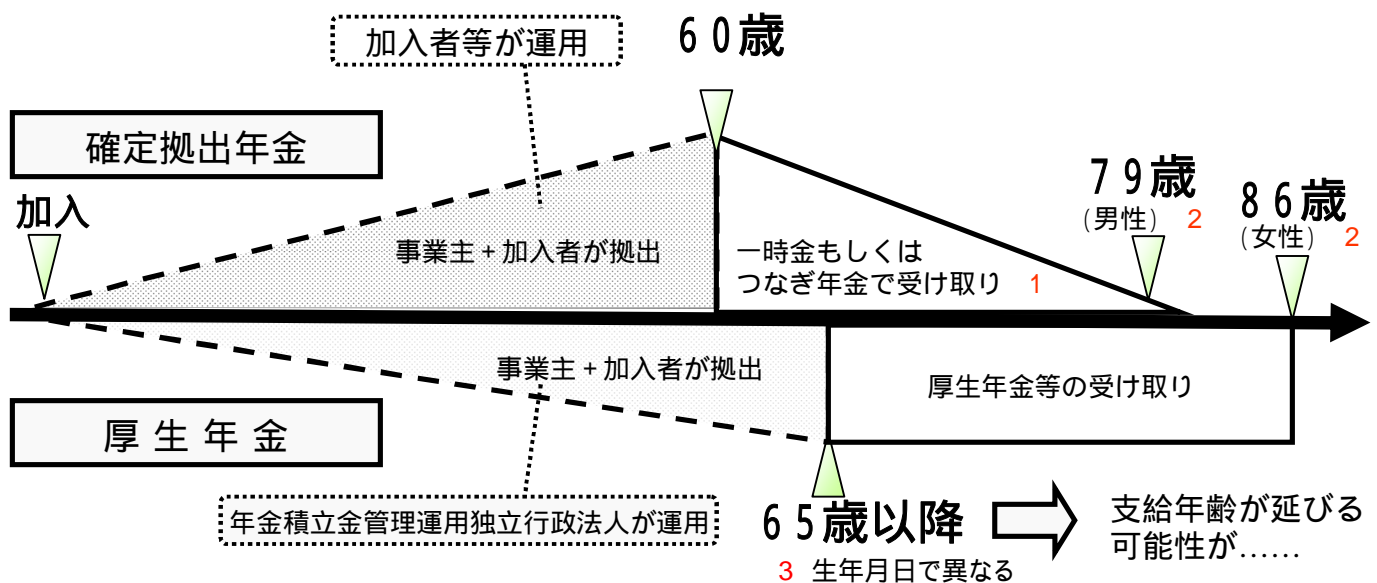 加入者等が運用
６０歳
確定拠出年金
加入
事業主＋加入者が拠出
一時金もしくは
つなぎ年金で受け取り 1
７９歳
(男性) 2
８６歳
(女性) 2
事業主＋加入者が拠出
厚生年金等の受け取り
厚生年金
年金積立金管理運用独立行政法人が運用
６５歳以降
3 生年月日で異なる
支給年齢が延びる
可能性が……